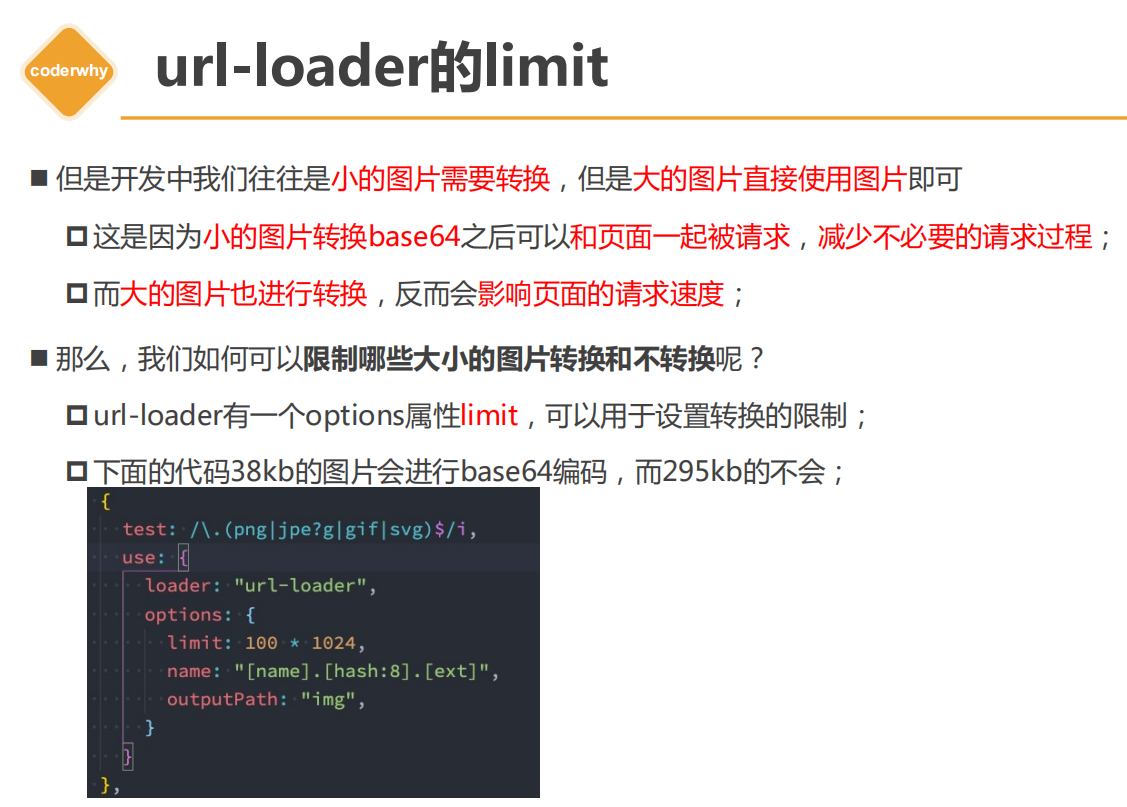 coderwhy
url-loader的limit
但是开发中我们往往是小的图片需要转换，但是大的图片直接使用图片即可
这是因为小的图片转换base64之后可以和页面一起被请求，减少不必要的请求过程；
而大的图片也进行转换，反而会影响页面的请求速度；
那么，我们如何可以限制哪些大小的图片转换和不转换呢？
url-loader有一个options属性limit，可以用于设置转换的限制；
下面的代码38kb的图片会进行base64编码，而295kb的不会；
{
test: /\.(png|jpe?g|gif|svg)$/i,
use: {
loader: "url-loader",
options: {
limit: 100 * 1024,
name: "[name].[hash:8].[ext]",
outputPath: "img",
}
}
},